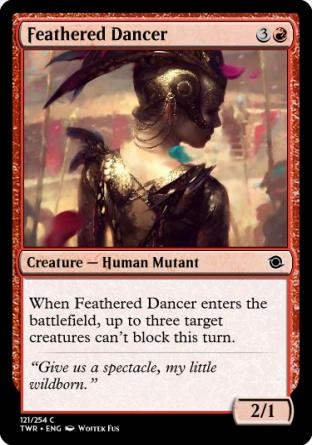 Feathered Dancer 3
Creature — Human Mutant
When Feathered Dancer enters the
battlefield, up to three target
creatures can't block this turn.
“Give us a spectacle, my little
wildborn.”
2/1
121/254 C
TWR • ENG Wojtek Fus